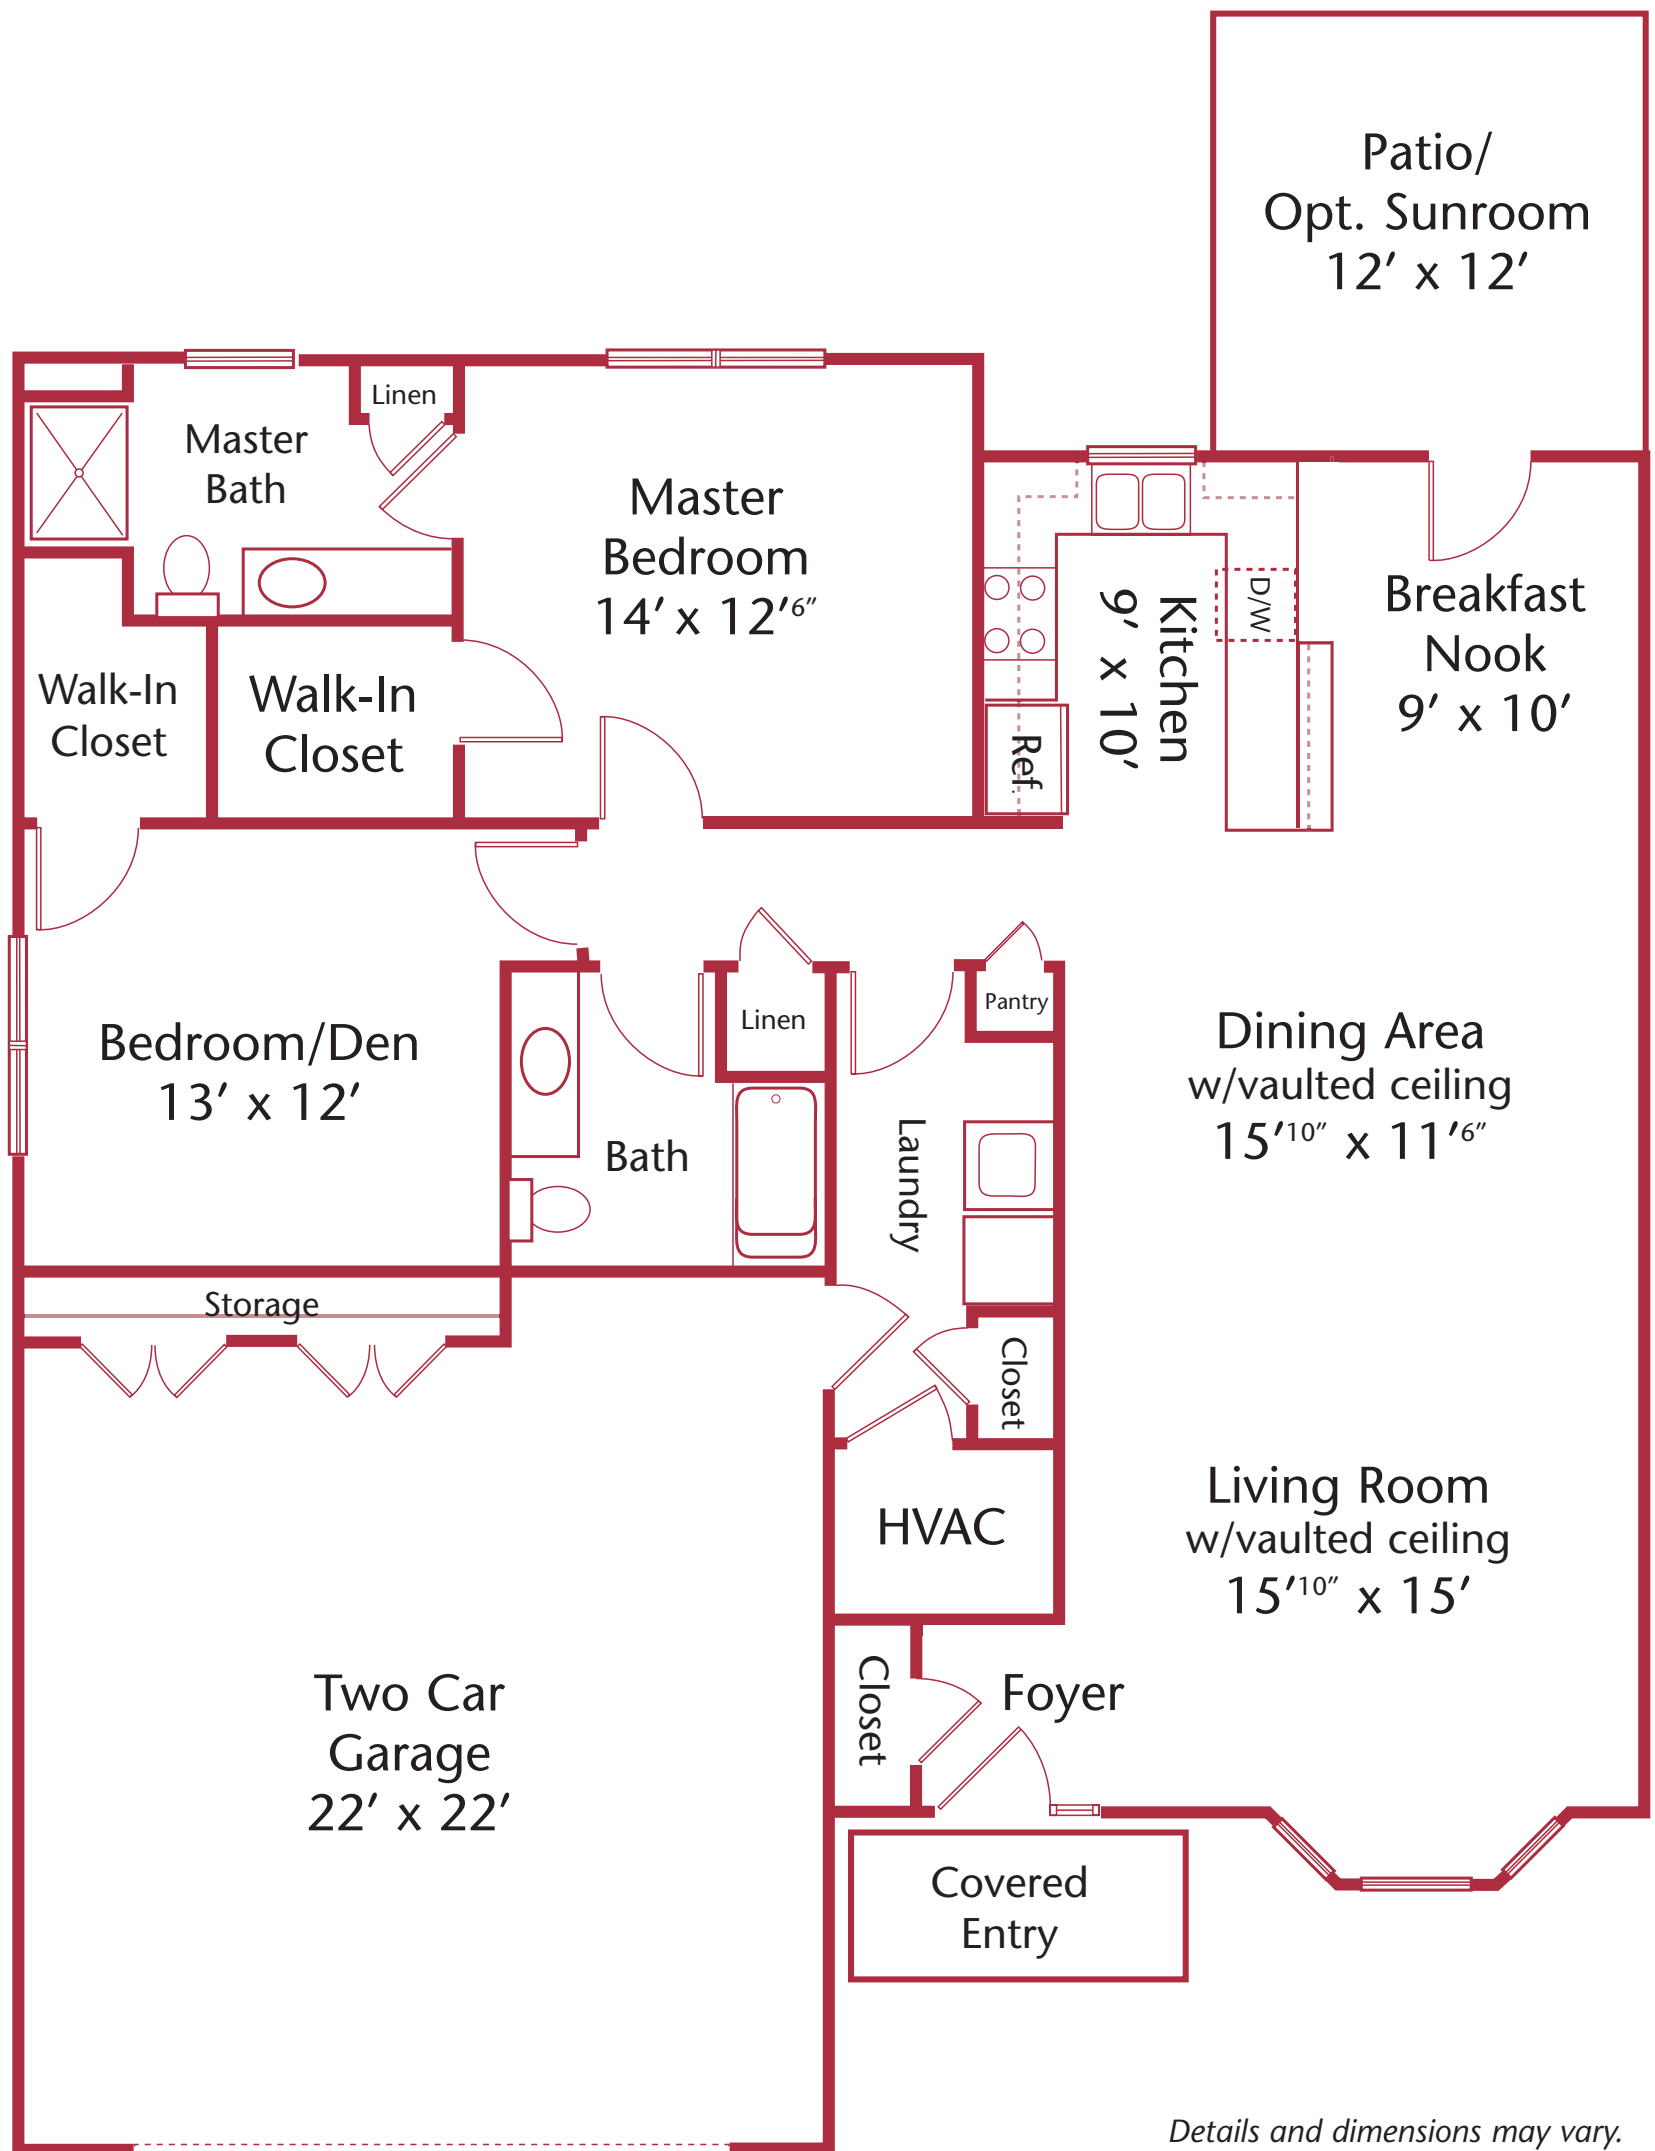 Patio/
Opt. Sunroom
12′ x 12′
Linen
Master
Bath
Master
Bedroom
14′ x 12′6″
Kitchen
9′ x 10′
D/W
Ref.
Breakfast
Nook
9′ x 10′
Walk-In
Closet
Walk-In
Closet
Bedroom/Den
13′ x 12′
Linen
Pantry
Bath
Laundry
Dining Area
w/vaulted ceiling
15′10″ x 11′6″
Storage
Closet
HVAC
Living Room
w/vaulted ceiling
15′10″ x 15′
Two Car
Garage
22′ x 22′
Closet
Foyer
Covered
Entry
Details and dimensions may vary.